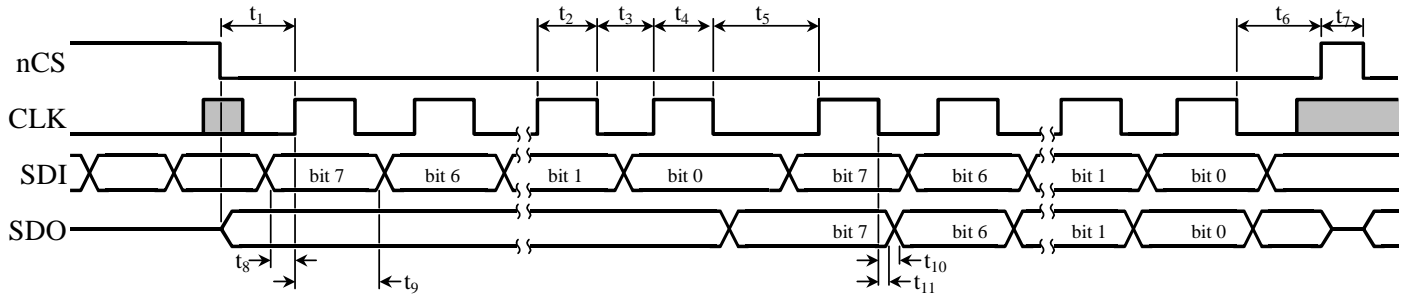 t1 t2 t3 t4 t5 t6 t7
nCS
CLK
SDI bit 7 bit 6 bit 1 bit 0 bit 7 bit 6 bit 1 bit 0
SDO bit 7 bit 6 bit 1 bit 0
t8 t10
t9 t11